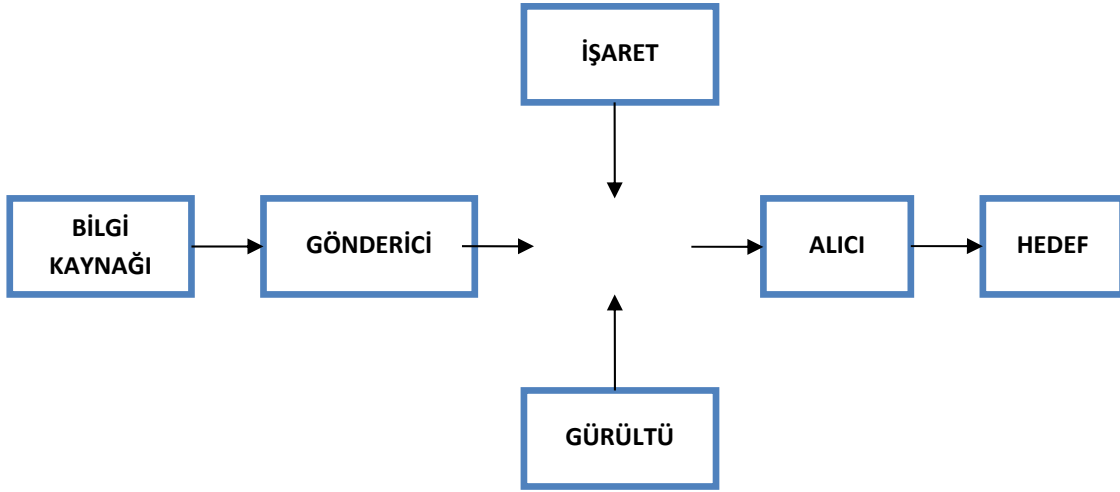 İŞARET
BİLGİ
KAYNAĞI
GÖNDERİCİ
ALICI
HEDEF
GÜRÜLTÜ